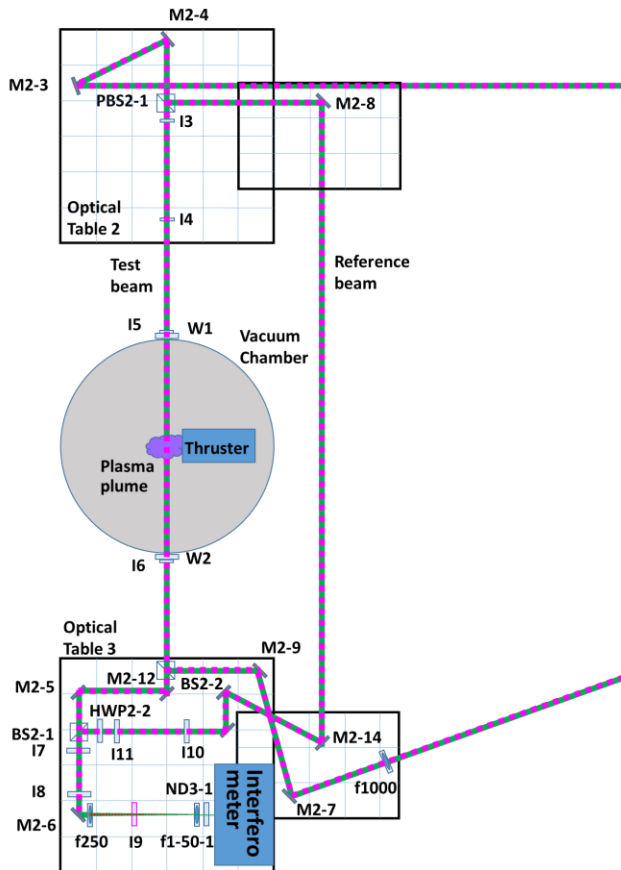 M2-4
M2-3
PBS2-1
M2-8
I3
Optical
Table 2
I4
Test
beam
Reference
beam
I5
W1
Vacuum
Chamber
Thruster
Plasma
plume
I6
W2
Optical
Table 3
M2-9
M2-12
BS2-2
M2-5
HWP2-2
BS2-1
I7
I11
I10
M2-14
I8
ND3-1
Interfero
meter
M2-7
f1000
M2-6
f250
I9
f1-50-1